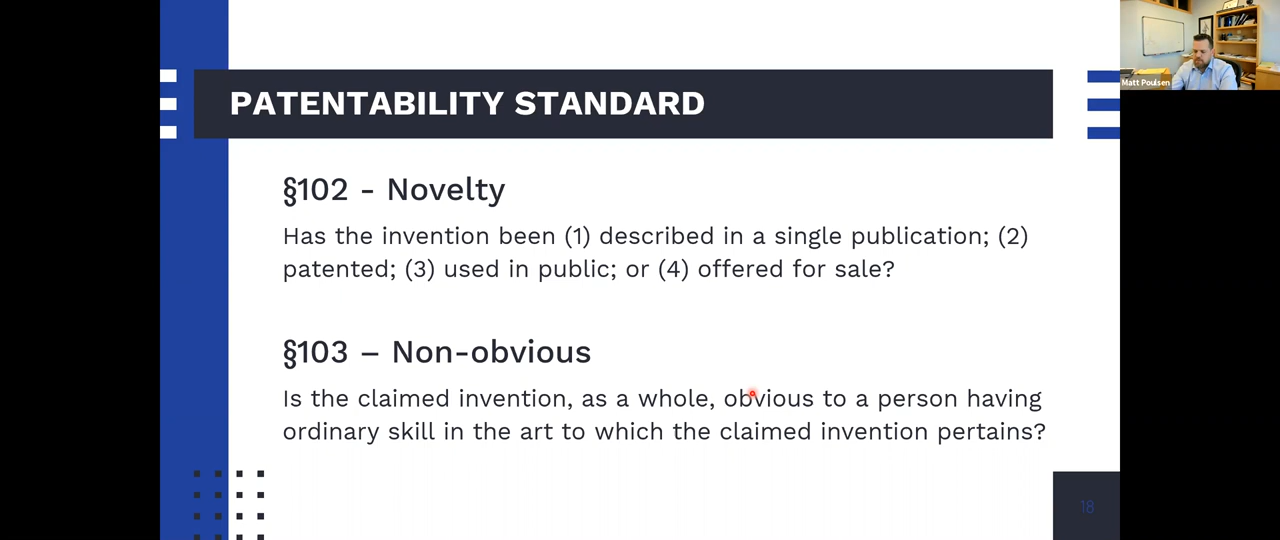 Matt Poulsen
PATENTABILITY STANDARD
§102 - Novelty
Has the invention been (1) described in a single publication; (2)
patented; (3) used in public; or (4) offered for sale?
§103 – Non-obvious
Is the claimed invention, as a whole, obvious to a person having
ordinary skill in the art to which the claimed invention pertains?
18